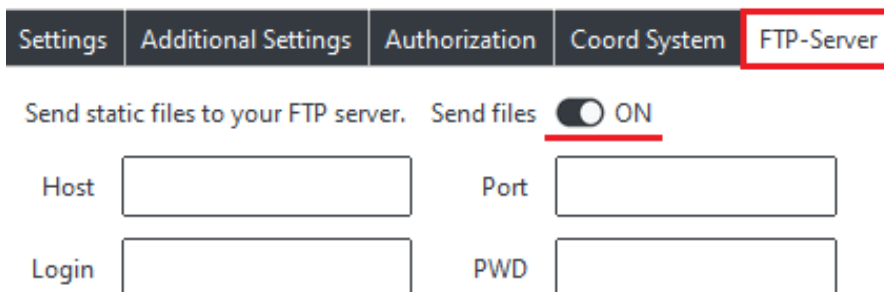 Settings Additional Settings Authorization Coord System FTP-Server
Send static files to your FTP server. Send files ON
Host Port
Login PWD